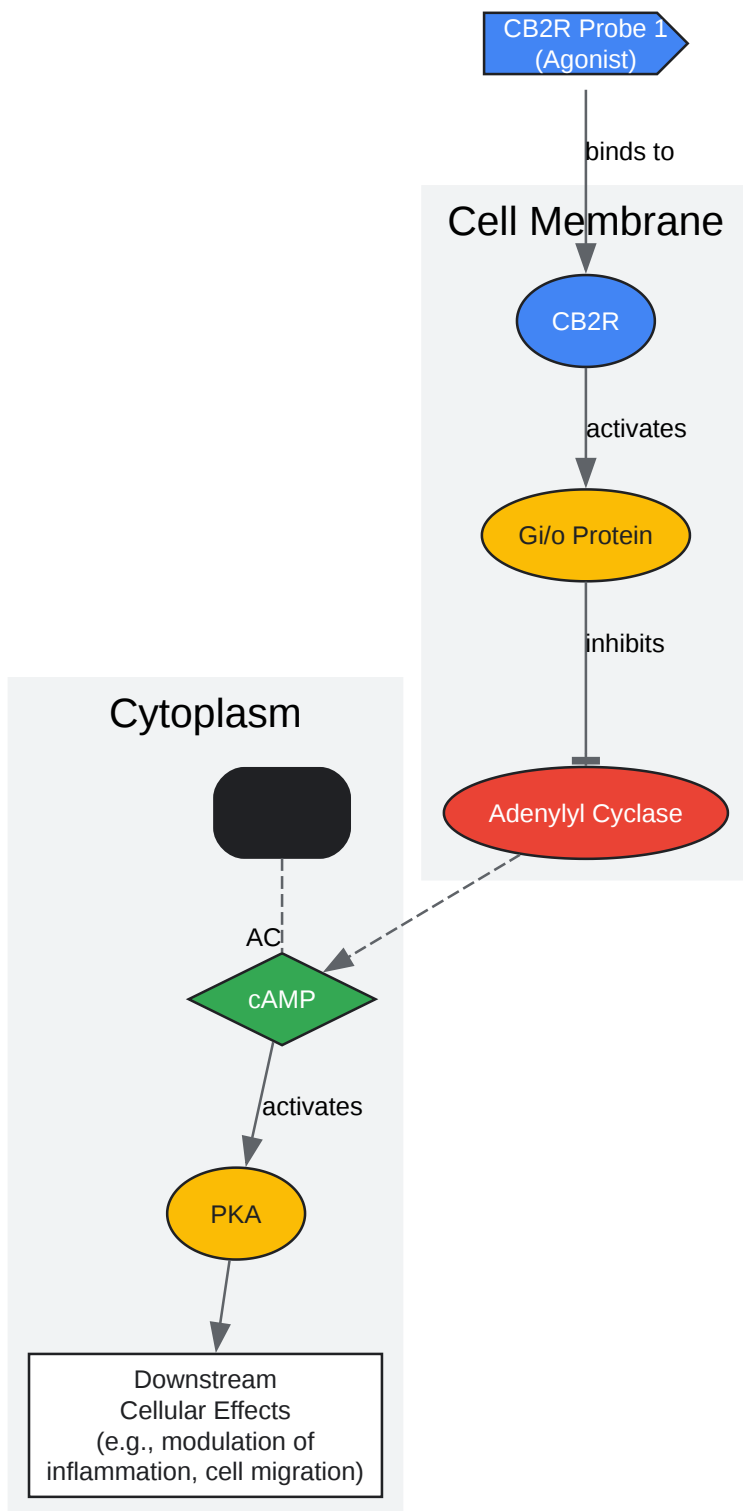 CB2R Probe 1
(Agonist)
binds to
Cell Membrane
CB2R
activates
Gi/o Protein
inhibits
Adenylyl Cyclase
Cytoplasm
AC
cAMP
activates
PKA
Downstream
Cellular Effects
(e.g., modulation of
inflammation, cell migration)